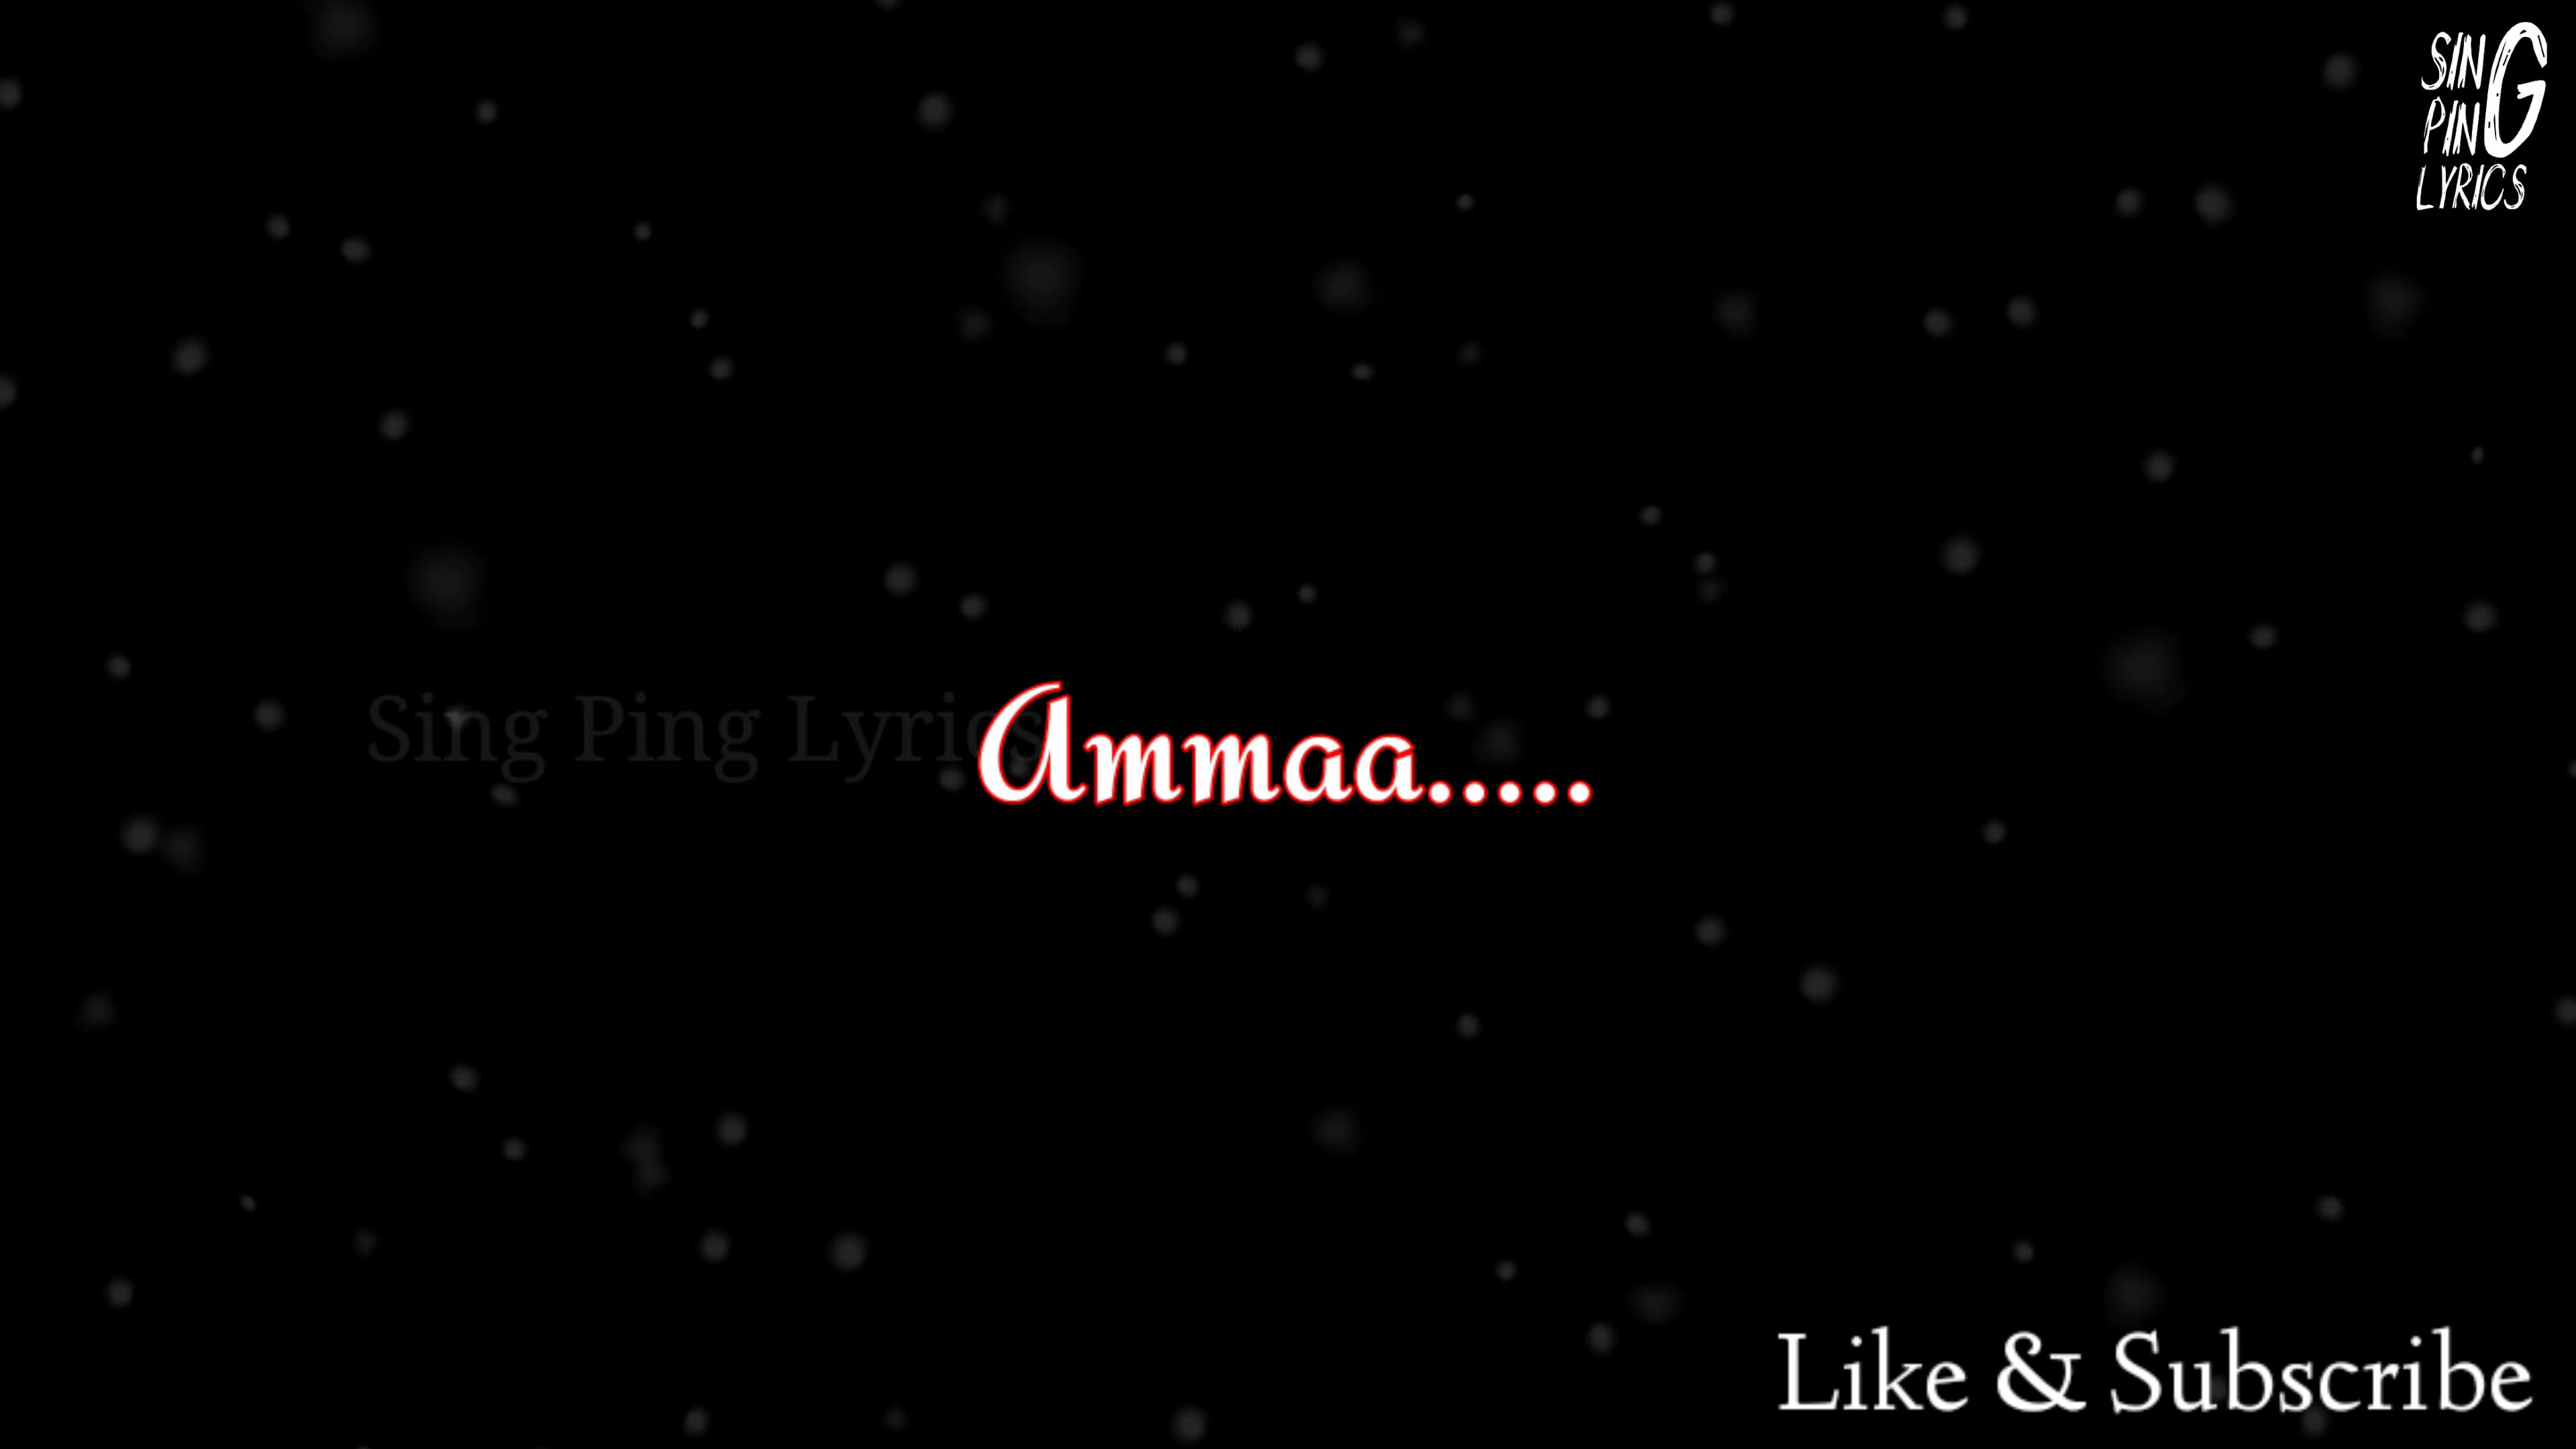 SING
PING
LYRICS
Sing Ping Lyrics
Ammaa.....
Like & Subscribe